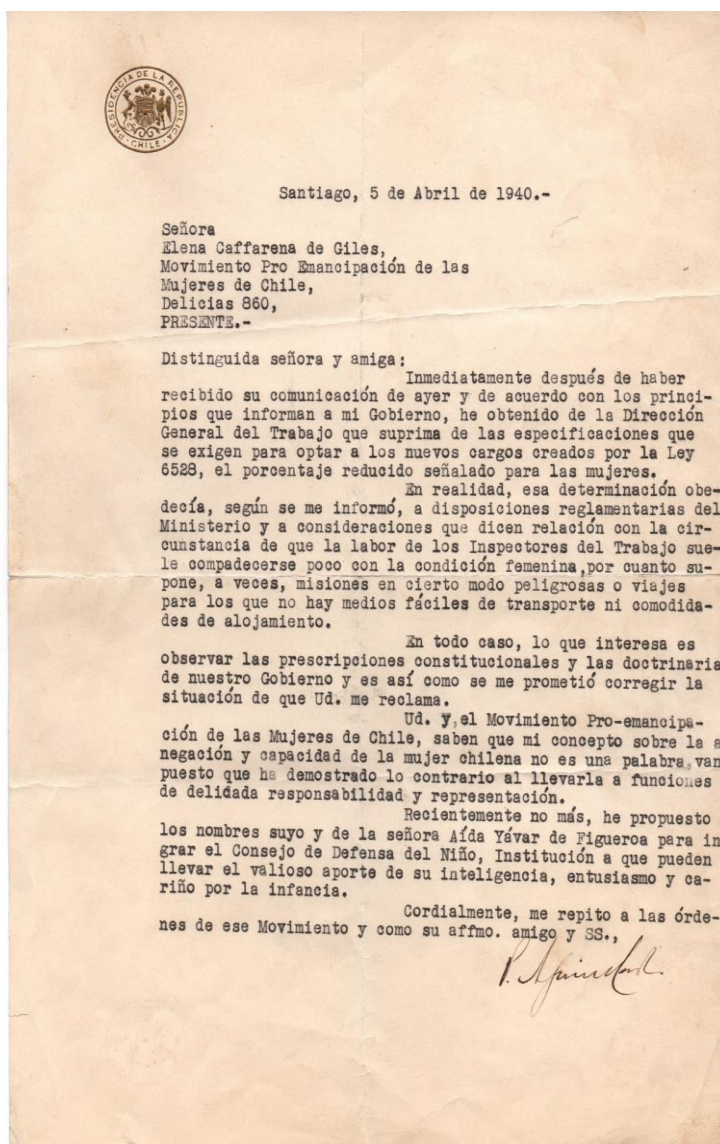 PRESIDENCIA DE LA REPUBLICA
CHILE
Santiago, 5 de Abril de 1940.-
Señora
Elena Caffarena de Giles,
Movimiento Pro Emancipación de las
Mujeres de Chile,
Delicias 860,
PRESENTE.-
Distinguida señora y amiga:
Inmediatamente después de haber
recibido su comunicación de ayer y de acuerdo con los princi-
pios que informan a mi Gobierno, he obtenido de la Dirección
General del Trabajo que suprima de las especificaciones que
se exigen para optar a los nuevos cargos creados por la Ley
6528, el porcentaje reducido señalado para las mujeres.
En realidad, esa determinación obe-
decía, según se me informó, a disposiciones reglamentarias del
Ministerio y a consideraciones que dicen relación con la cir-
cunstancia de que la labor de los Inspectores del Trabajo sue-
le compadecerse poco con la condición femenina,por cuanto su-
pone, a veces, misiones en cierto modo peligrosas o viajes
para los que no hay medios fáciles de transporte ni comodida-
des de alojamiento.
En todo caso, lo que interesa es
observar las prescripciones constitucionales y las doctrinaria
de nuestro Gobierno y es así como se me prometió corregir la
situación de que Ud. me reclama.
Ud. y,el Movimiento Pro-emancipa-
ción de las Mujeres de Chile, saben que mi concepto sobre la a
negación y capacidad de la mujer chilena no es una palabra van
puesto que ha demostrado lo contrario al llevarla a funciones
de delidada responsabilidad y representación.
Recientemente no más, he propuesto
los nombres suyo y de la señora Aída Yávar de Figueroa para in
grar el Consejo de Defensa del Niño, Institución a que pueden
llevar el valioso aporte de su inteligencia, entusiasmo y ca-
riño por la infancia.
Cordialmente, me repito a las órde-
nes de ese Movimiento y como su affmo. amigo y SS.,
P.